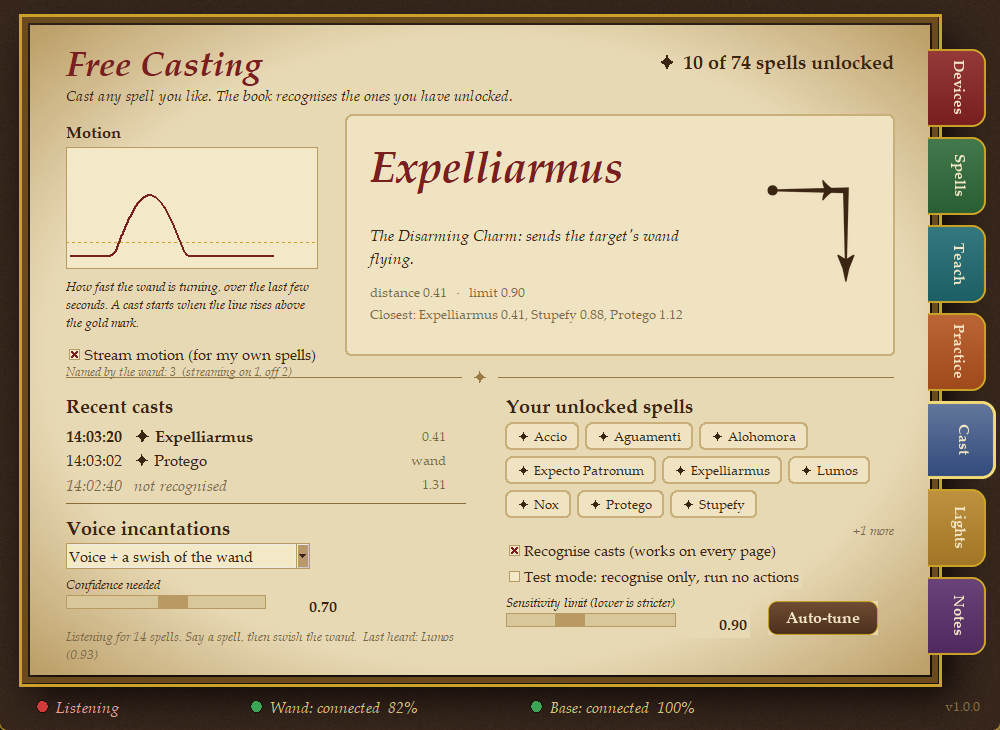 Free Casting
✦ 10 of 74 spells unlocked
Cast any spell you like. The book recognises the ones you have unlocked.
Motion
How fast the wand is turning, over the last few
seconds. A cast starts when the line rises above
the gold mark.
Stream motion (for my own spells)
Named by the wand: 3 (streaming on 1, off 2)
Expelliarmus
The Disarming Charm: sends the target's wand
flying.
distance 0.41 · limit 0.90
Closest: Expelliarmus 0.41, Stupefy 0.88, Protego 1.12
Recent casts
14:03:20 ✦ Expelliarmus 0.41
14:03:02 ✦ Protego wand
14:02:40 not recognised 1.31
Voice incantations
Voice + a swish of the wand
Confidence needed
0.70
Listening for 14 spells. Say a spell, then swish the wand. Last heard: Lumos
(0.93)
Your unlocked spells
✦ Accio ✦ Aguamenti ✦ Alohomora
✦ Expecto Patronum ✦ Expelliarmus ✦ Lumos
✦ Nox ✦ Protego ✦ Stupefy
+1 more
Recognise casts (works on every page)
Test mode: recognise only, run no actions
Sensitivity limit (lower is stricter)
0.90
Auto-tune
Devices
Spells
Teach
Practice
Cast
Lights
Notes
Listening
Wand: connected 82%
Base: connected 100%
v1.0.0